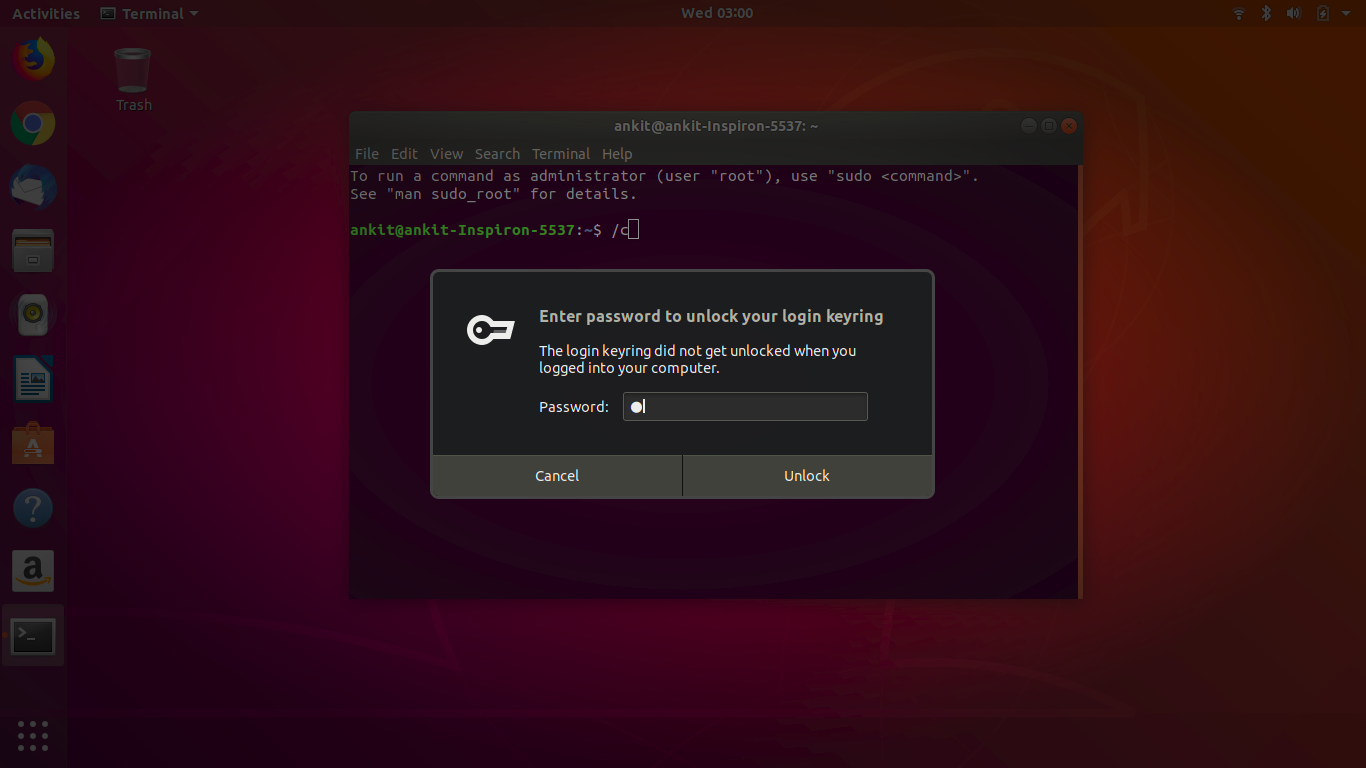 Activities Terminal Wed 03:00
Trash
ankit@ankit-Inspiron-5537: ~
File Edit View Search Terminal Help
To run a command as administrator (user "root"), use "sudo <command>".
See "man sudo_root" for details.
ankit@ankit-Inspiron-5537:~$ /c
Enter password to unlock your login keyring
The login keyring did not get unlocked when you
logged into your computer.
Password: ●
Cancel Unlock